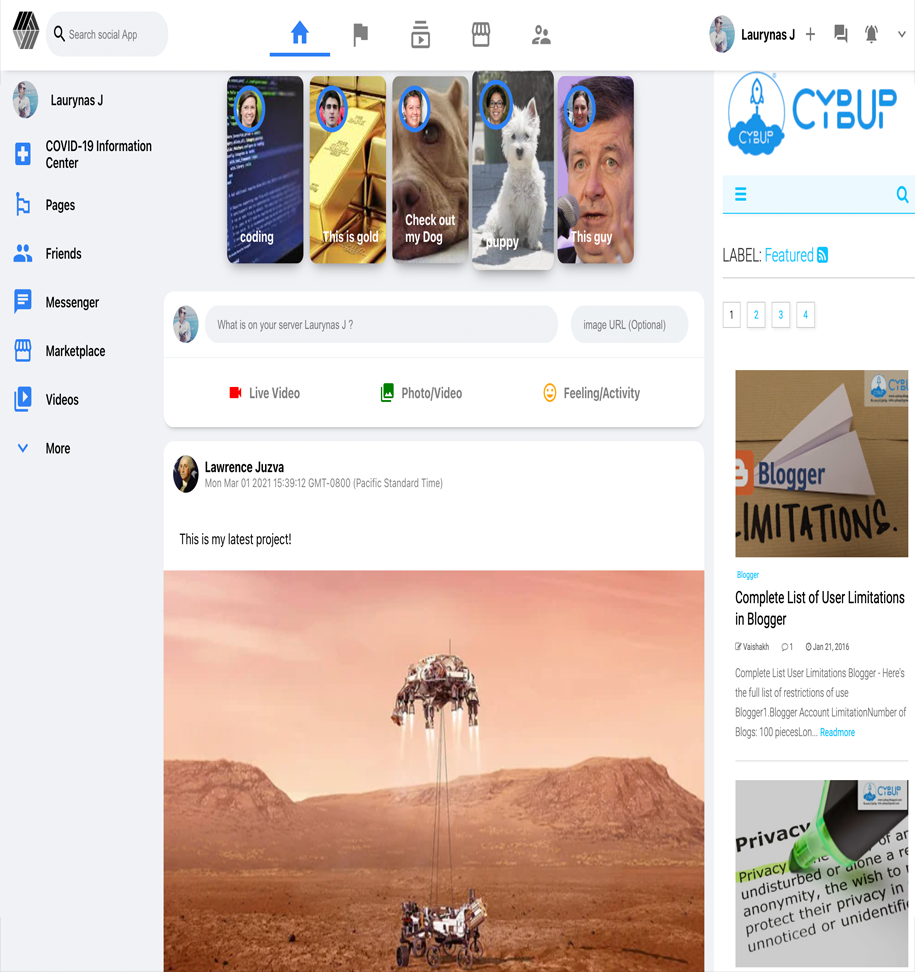 Search social App
Laurynas J
Laurynas J
COVID-19 Information
Center
Pages
Friends
Messenger
Marketplace
Videos
More
coding
This is gold
Check out
my Dog
puppy
This guy
What is on your server Laurynas J ?
image URL (Optional)
Live Video
Photo/Video
Feeling/Activity
Lawrence Juzva
Mon Mar 01 2021 15:39:12 GMT-0800 (Pacific Standard Time)
This is my latest project!
CYBUP
CYBUP
LABEL: Featured
1 2 3 4
CYBUP
Blogger
LIMITATIONS.
Blogger
Complete List of User Limitations
in Blogger
Vaishakh 1 Jan 21, 2016
Complete List User Limitations Blogger - Here's
the full list of restrictions of use
Blogger1.Blogger Account LimitationNumber of
Blogs: 100 piecesLon... Readmore
CYBUP
Privacy
Privacy
undisturbed or alone a
anonymity, the wish to
protect their privacy in
unnoticed or unidentifi